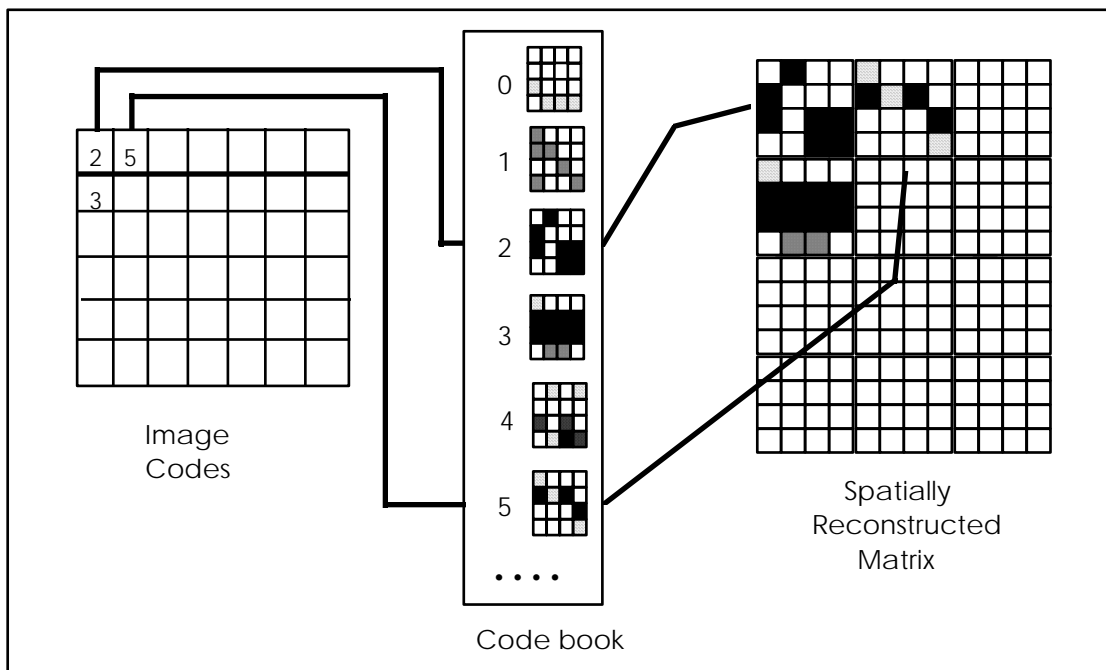 2 5
3
Image
Codes
0
1
2
3
4
5
. . . .
Code book
Spatially
Reconstructed
Matrix